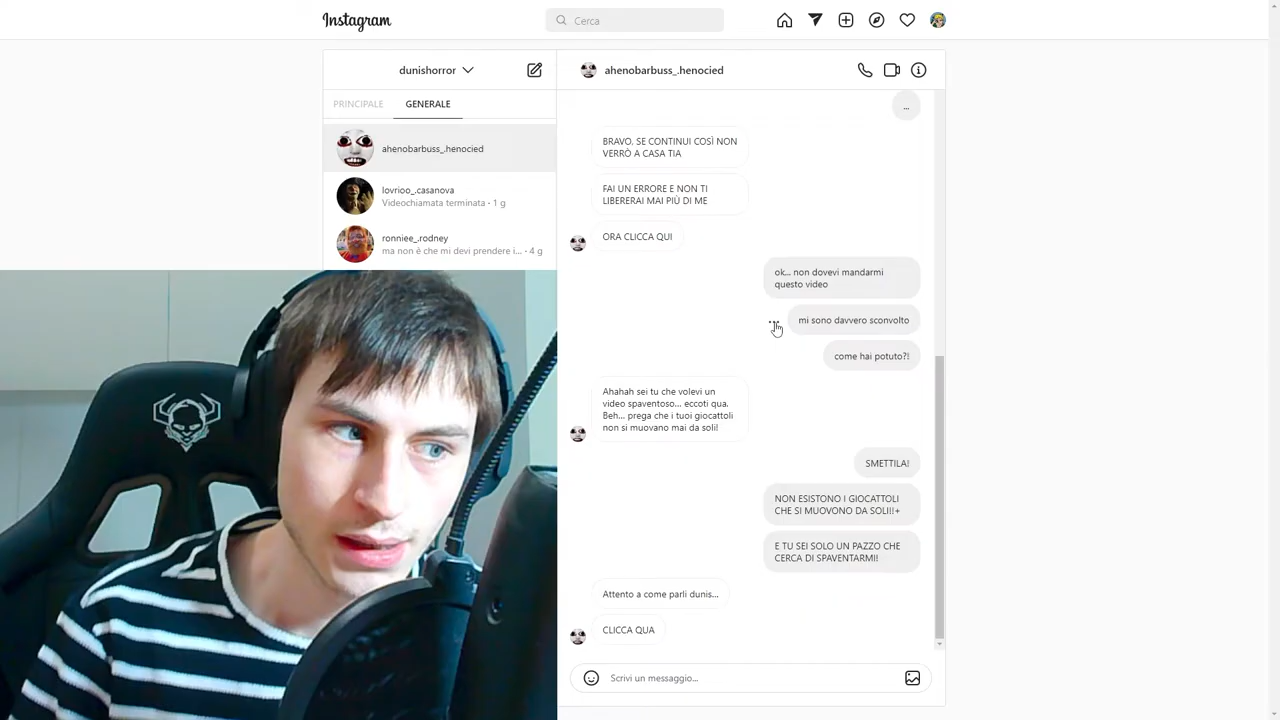 Instagram
Cerca
dunishorror
ahenobarbuss_.henocied
PRINCIPALE
GENERALE
ahenobarbuss_.henocied
lovrioo_.casanova
Videochiamata terminata · 1 g
ronniee_.rodney
ma non è che mi devi prendere i... · 4 g
...
BRAVO, SE CONTINUI COSÌ NON
VERRÒ A CASA TIA
FAI UN ERRORE E NON TI
LIBERERAI MAI PIÙ DI ME
ORA CLICCA QUI
ok... non dovevi mandarmi
questo video
mi sono davvero sconvolto
come hai potuto?!
Ahahah sei tu che volevi un
video spaventoso... eccoti qua.
Beh... prega che i tuoi giocattoli
non si muovano mai da soli!
SMETTILA!
NON ESISTONO I GIOCATTOLI
CHE SI MUOVONO DA SOLI!!+
E TU SEI SOLO UN PAZZO CHE
CERCA DI SPAVENTARMI!!
Attento a come parli dunis...
CLICCA QUA
Scrivi un messaggio...